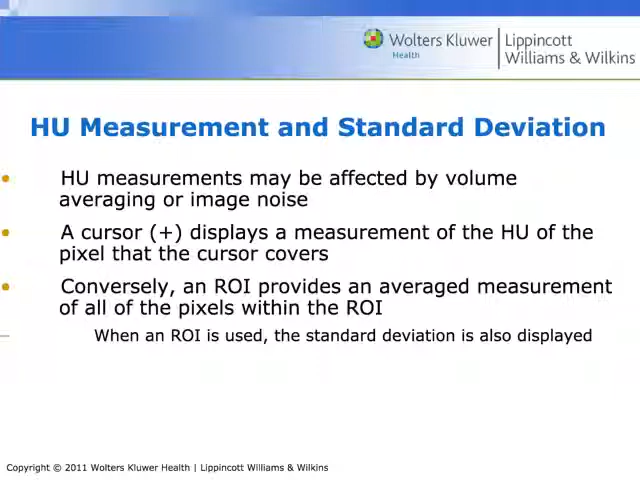 Wolters Kluwer
Health
Lippincott
Williams & Wilkins
HU Measurement and Standard Deviation
• HU measurements may be affected by volume
averaging or image noise
• A cursor (+) displays a measurement of the HU of the
pixel that the cursor covers
• Conversely, an ROI provides an averaged measurement
of all of the pixels within the ROI
– When an ROI is used, the standard deviation is also displayed
Copyright © 2011 Wolters Kluwer Health | Lippincott Williams & Wilkins